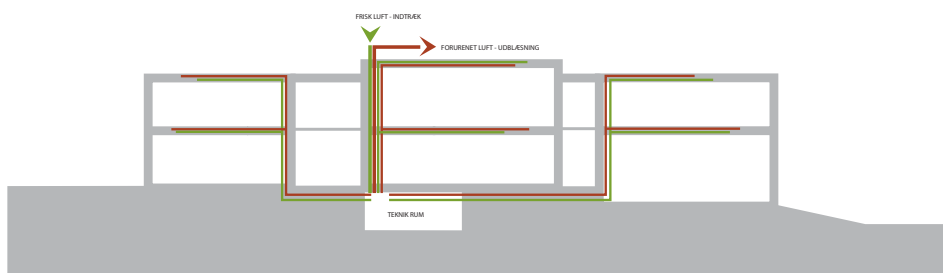 FRISK LUFT - INDTRÆK
FORURENET LUFT - UDBLÆSNING
TEKNIK RUM